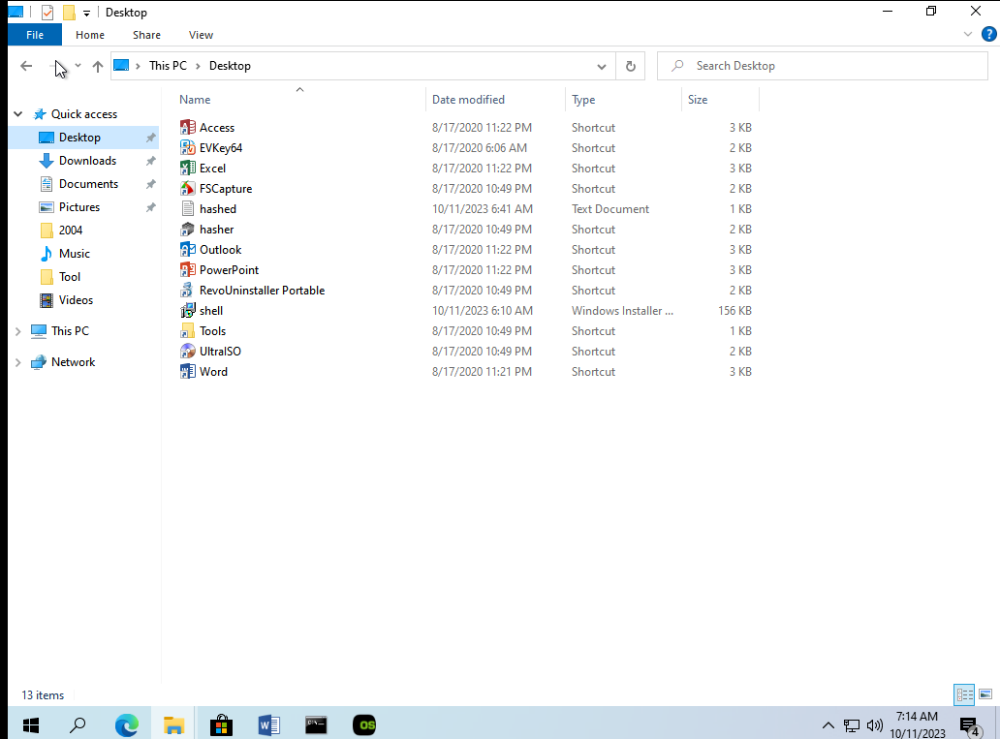 Desktop
File Home Share View
This PC Desktop Search Desktop
Name Date modified Type Size
Quick access
Desktop
Downloads
Documents
Pictures
2004
Music
Tool
Videos
This PC
Network
Access 8/17/2020 11:22 PM Shortcut 3 KB
EVKey64 8/17/2020 6:06 AM Shortcut 2 KB
Excel 8/17/2020 11:22 PM Shortcut 3 KB
FSCapture 8/17/2020 10:49 PM Shortcut 2 KB
hashed 10/11/2023 6:41 AM Text Document 1 KB
hasher 8/17/2020 10:49 PM Shortcut 2 KB
Outlook 8/17/2020 11:22 PM Shortcut 3 KB
PowerPoint 8/17/2020 11:22 PM Shortcut 3 KB
RevoUninstaller Portable 8/17/2020 10:49 PM Shortcut 2 KB
shell 10/11/2023 6:10 AM Windows Installer ... 156 KB
Tools 8/17/2020 10:49 PM Shortcut 1 KB
UltraISO 8/17/2020 10:49 PM Shortcut 2 KB
Word 8/17/2020 11:21 PM Shortcut 3 KB
13 items
OS
7:14 AM
10/11/2023
4